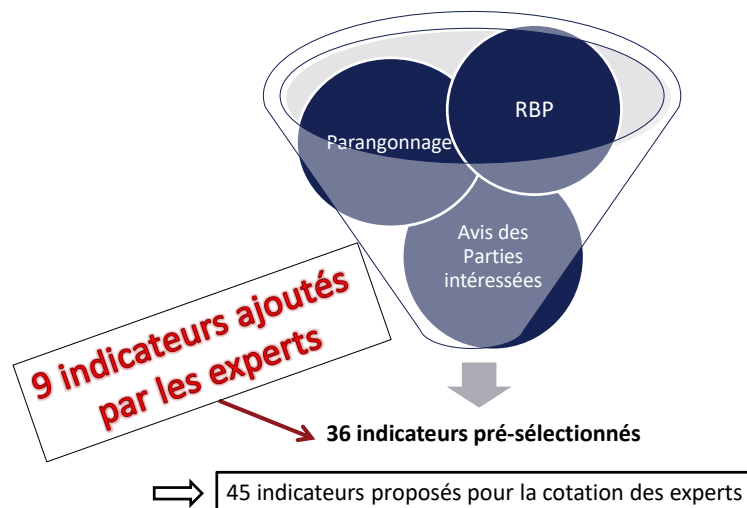 RBP
Parangonnage
Avis des
Parties
intéressées
9 indicateurs ajoutés
par les experts
36 indicateurs pré-sélectionnés
45 indicateurs proposés pour la cotation des experts